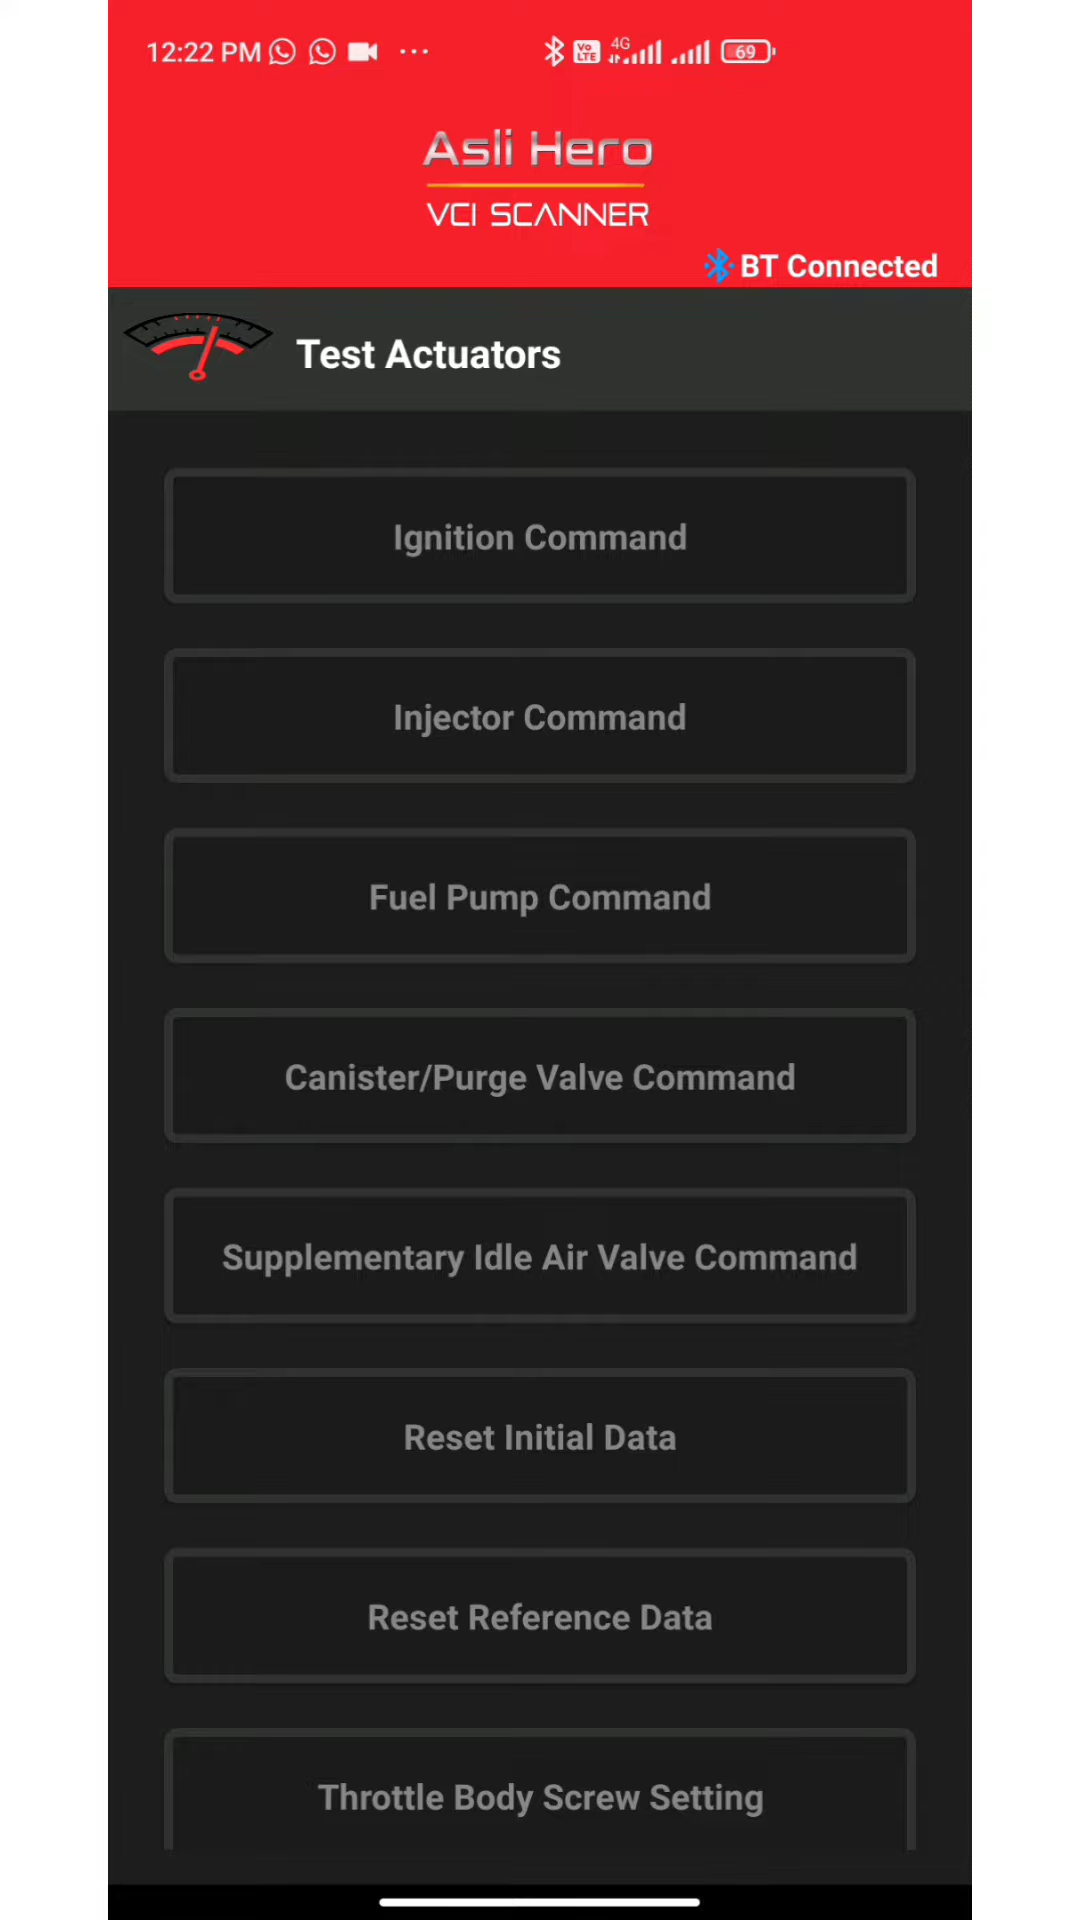 12:22 PM
Vo LTE 4G 69
Asli Hero
VCI SCANNER
BT Connected
Test Actuators
Ignition Command
Injector Command
Fuel Pump Command
Canister/Purge Valve Command
Supplementary Idle Air Valve Command
Reset Initial Data
Reset Reference Data
Throttle Body Screw Setting